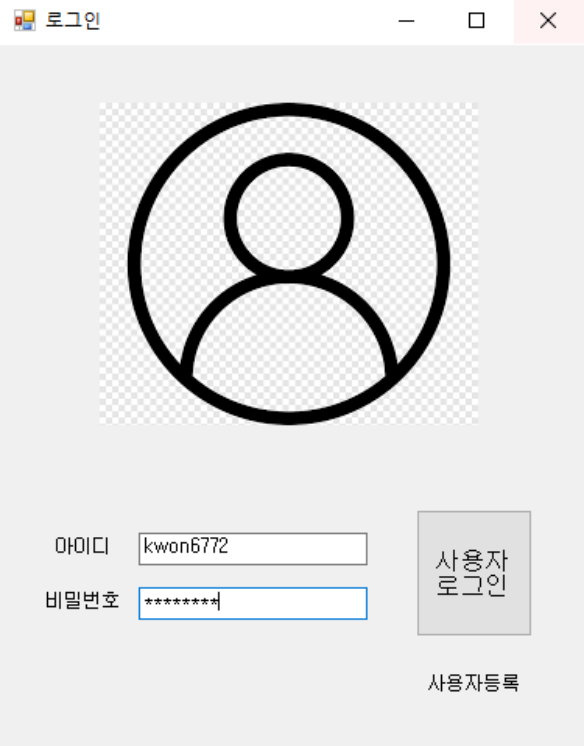 로그인
아이디
kwon6772
비밀번호
********
사용자
로그인
사용자등록